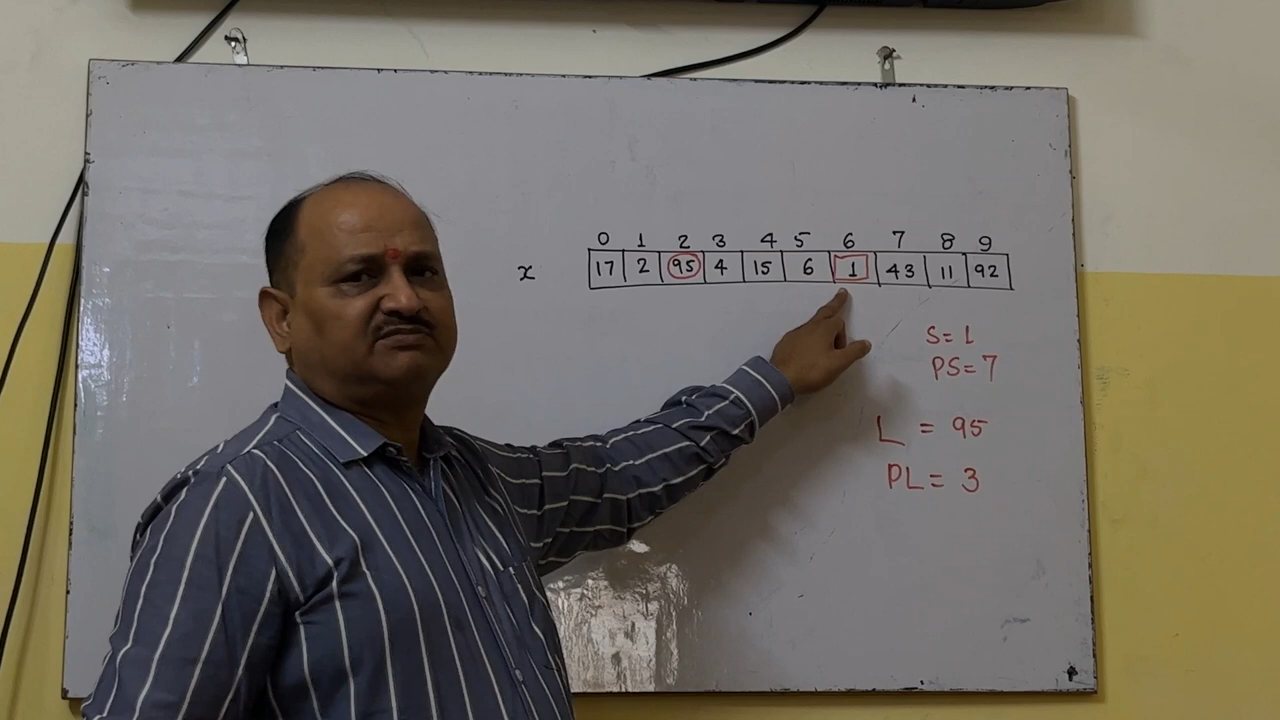 0 1 2 3 4 5 6 7 8 9
x 17 2 95 4 15 6 1 43 11 92
S = 1
PS = 7
L = 95
PL = 3